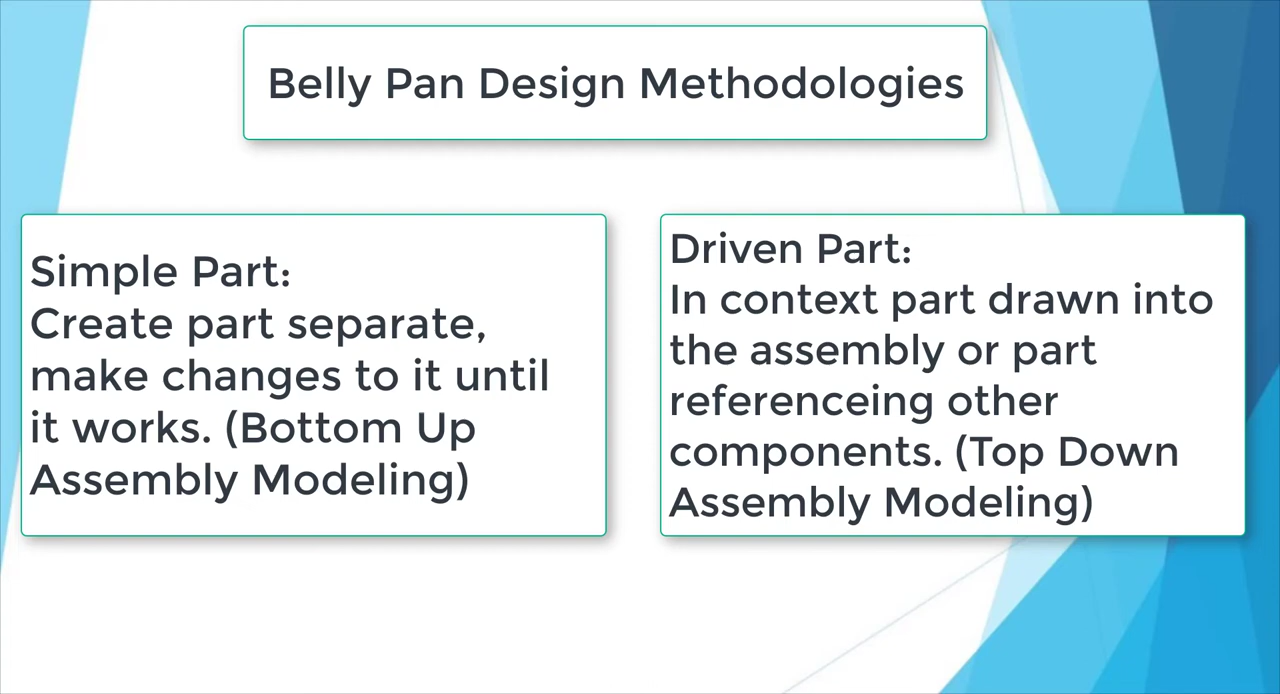 Belly Pan Design Methodologies
Simple Part:
Create part separate,
make changes to it until
it works. (Bottom Up
Assembly Modeling)
Driven Part:
In context part drawn into
the assembly or part
referenceing other
components. (Top Down
Assembly Modeling)